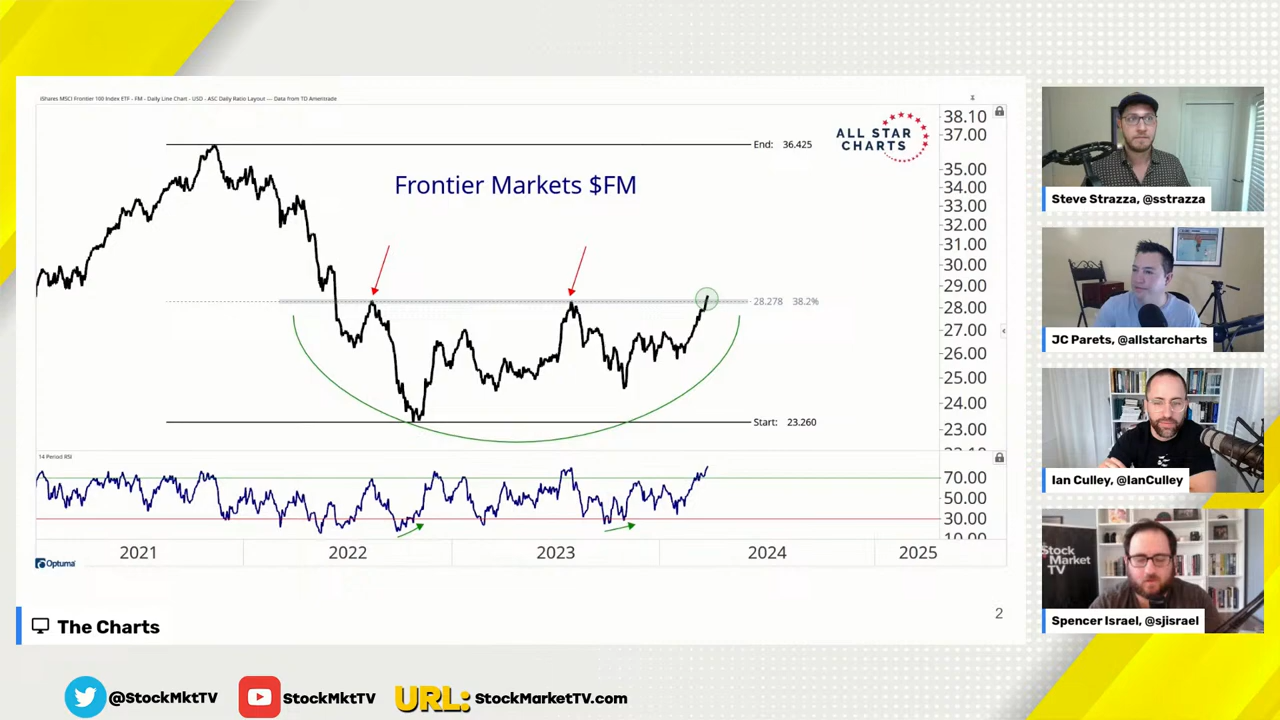 iShares MSCI Frontier 100 Index ETF - FM - Daily Line Chart - USD - ASC Daily Ratio Layout --- Data from TD Ameritrade
ALL STAR
CHARTS
Frontier Markets $FM
End: 36.425
28.278 38.2%
Start: 23.260
38.10
37.00
35.00
34.00
33.00
32.00
31.00
30.00
29.00
28.00
27.00
26.00
25.00
24.00
23.00
14 Period RSI
70.00
50.00
30.00
10.00
2021 2022 2023 2024 2025
Optuma
2
The Charts
Steve Strazza, @sstrazza
JC Parets, @allstarcharts
Ian Culley, @IanCulley
Stock
Market
TV
Spencer Israel, @sjisrael
@StockMktTV
StockMktTV
URL: StockMarketTV.com